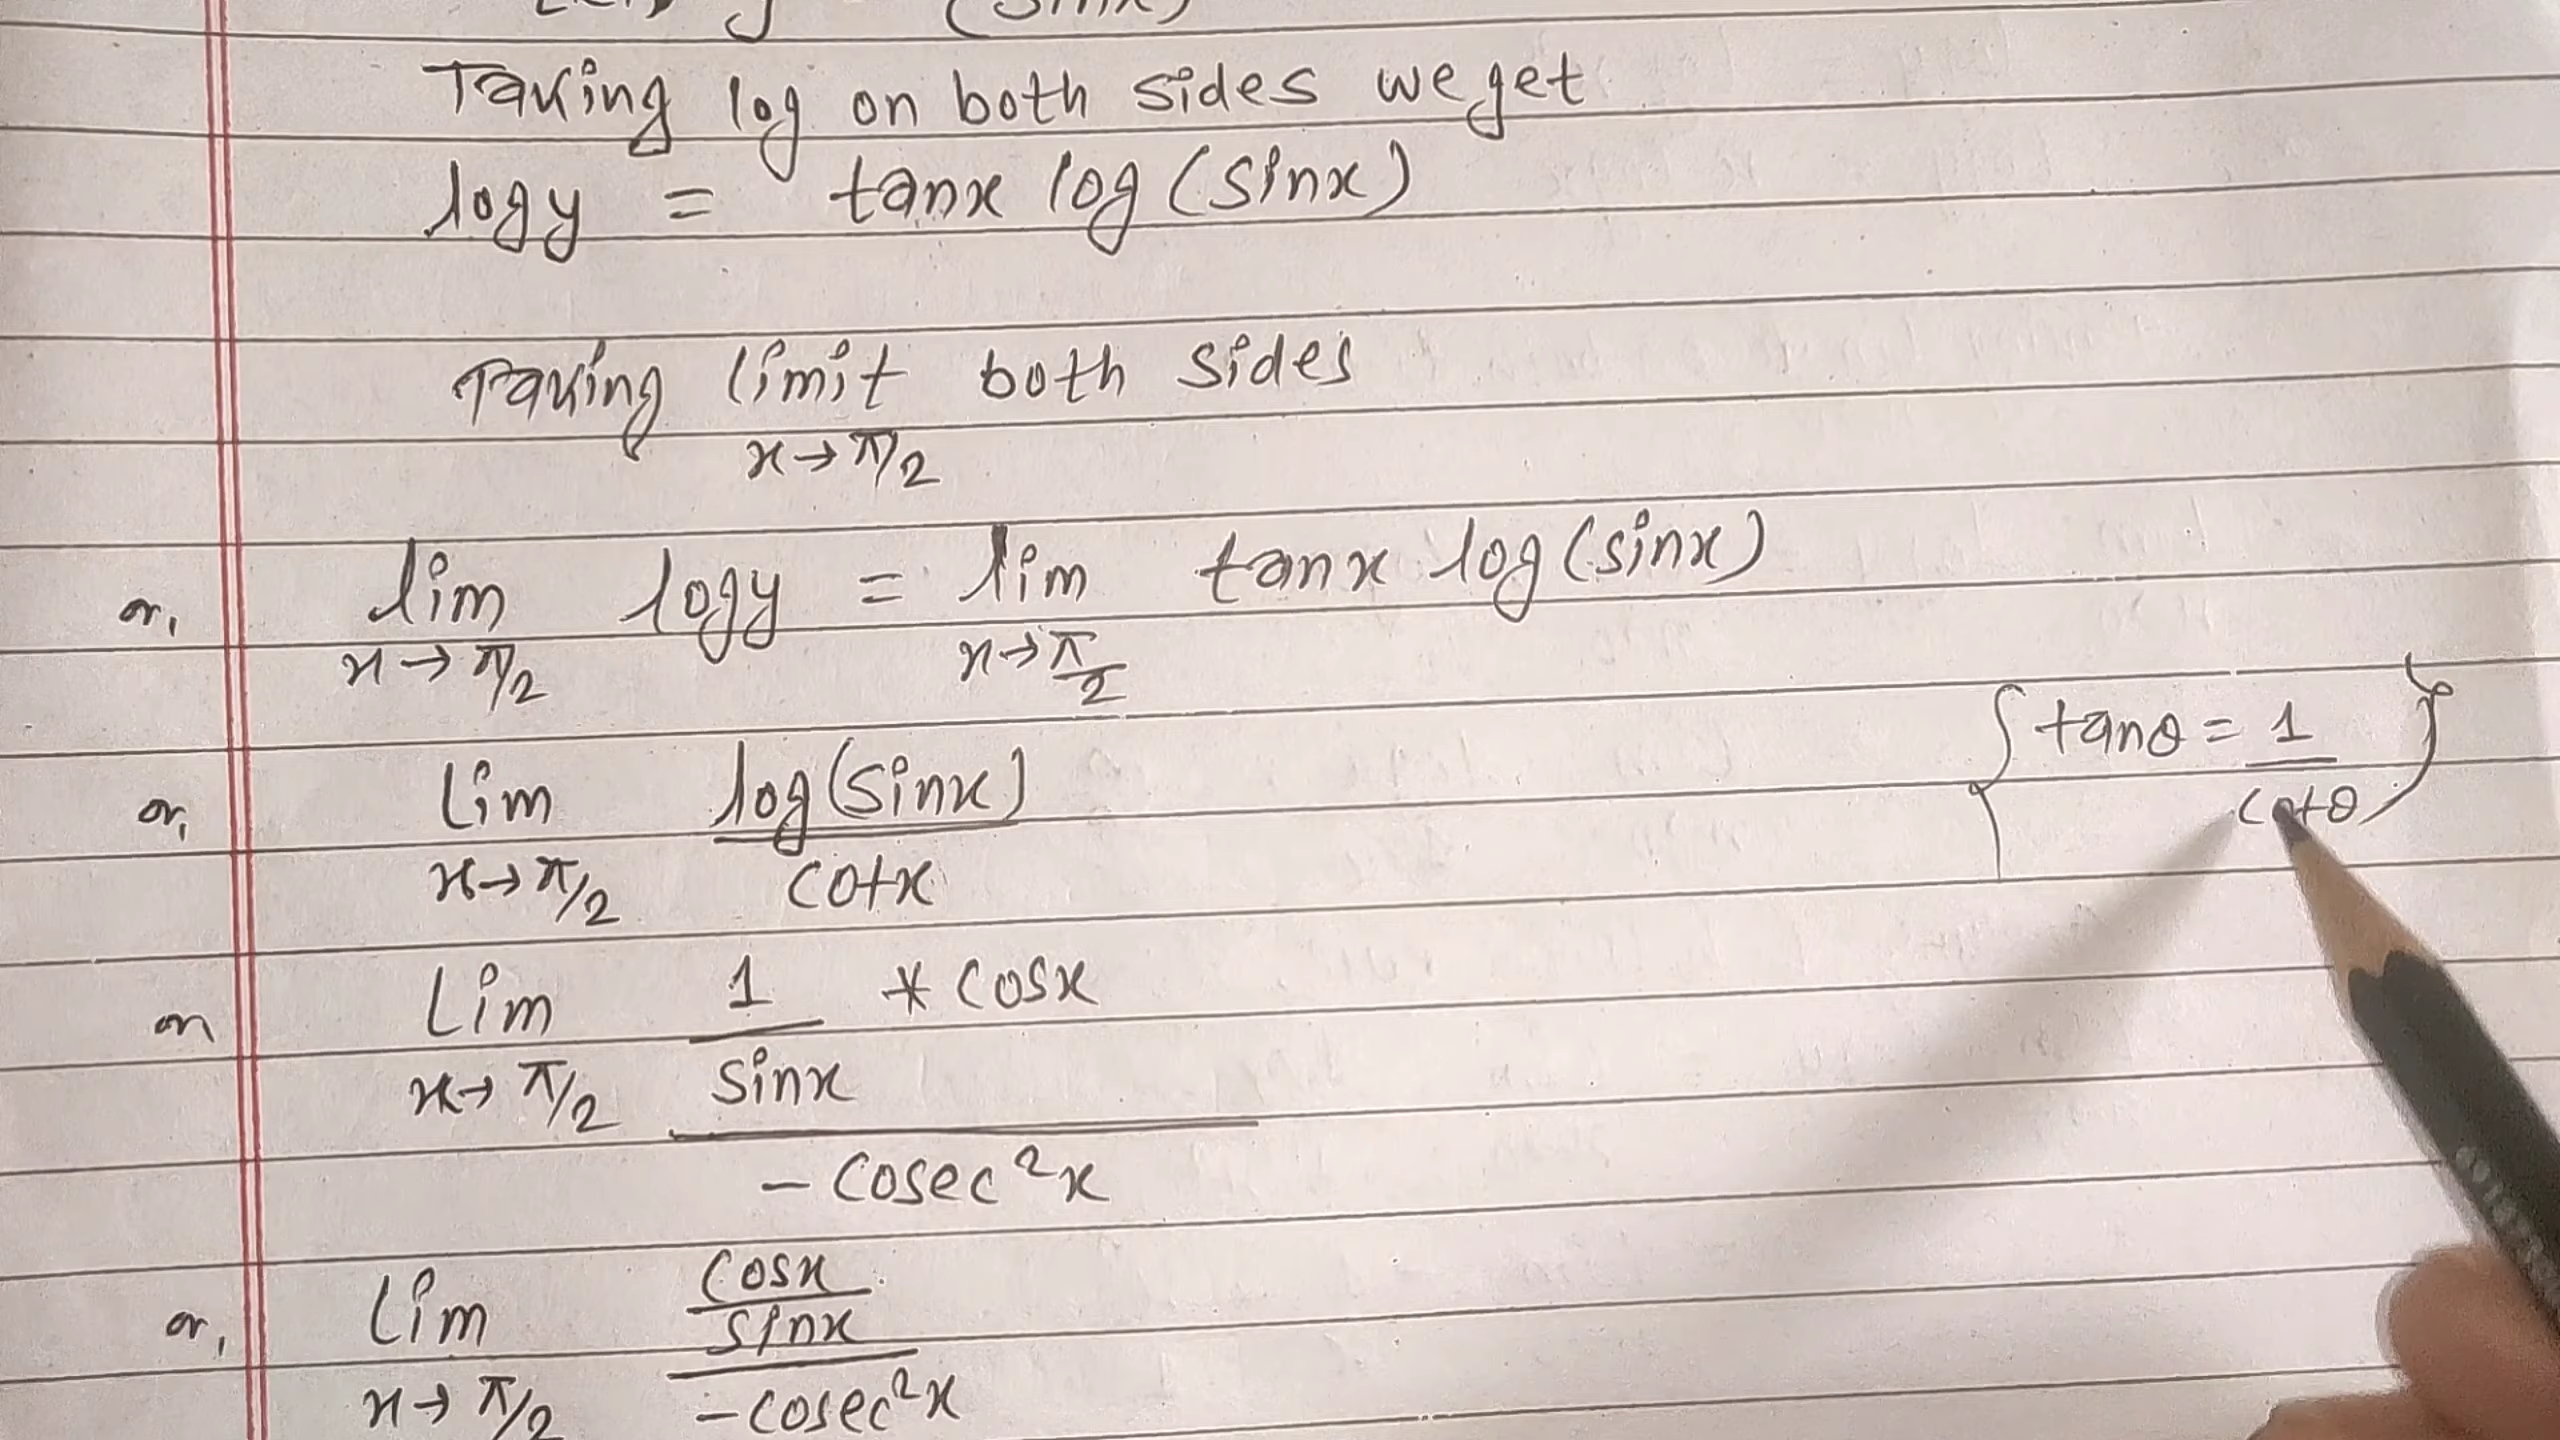 (sinx)
Taking log on both sides we get
logy = tanx log(sinx)
Taking limit both sides
x→π/2
or, lim logy = lim tanx log(sinx)
x→π/2 x→π/2
{tanθ = 1
cotθ}
or, Lim log(sinx)
x→π/2 cotx
or Lim 1 * cosx
x→π/2 sinx
- cosec²x
or, Lim cosx
sinx
x→π/2 -cosec²x